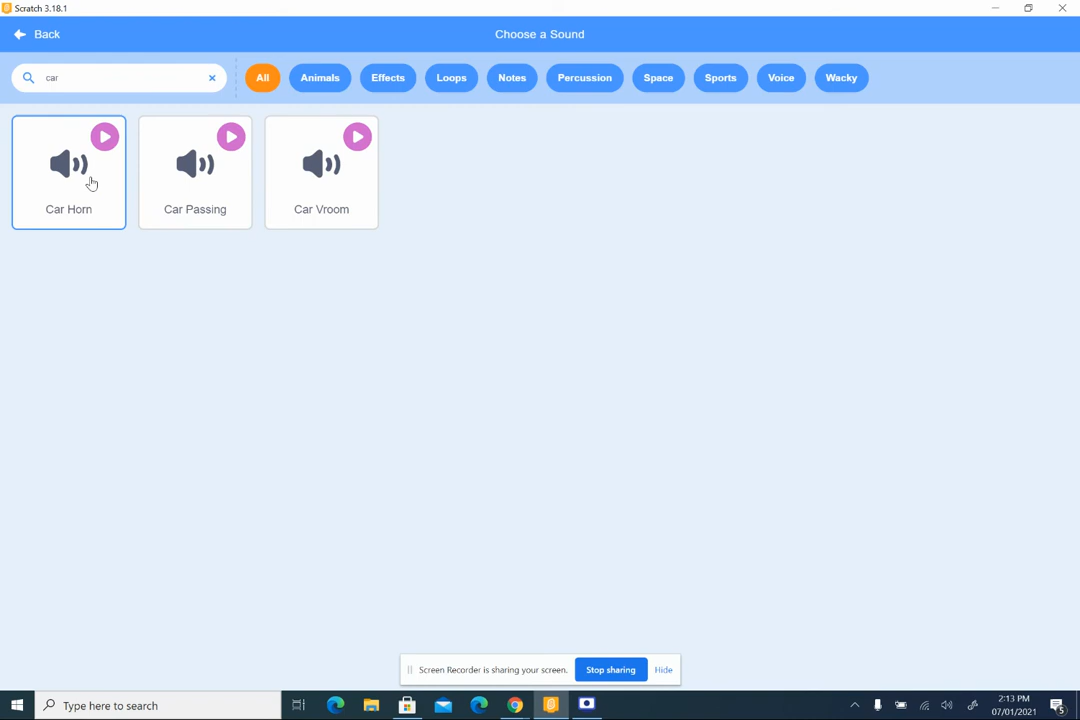 Scratch 3.18.1
Back
Choose a Sound
car
All
Animals
Effects
Loops
Notes
Percussion
Space
Sports
Voice
Wacky
Car Horn
Car Passing
Car Vroom
Screen Recorder is sharing your screen.
Stop sharing
Hide
Type here to search
2:13 PM
07/01/2021
5